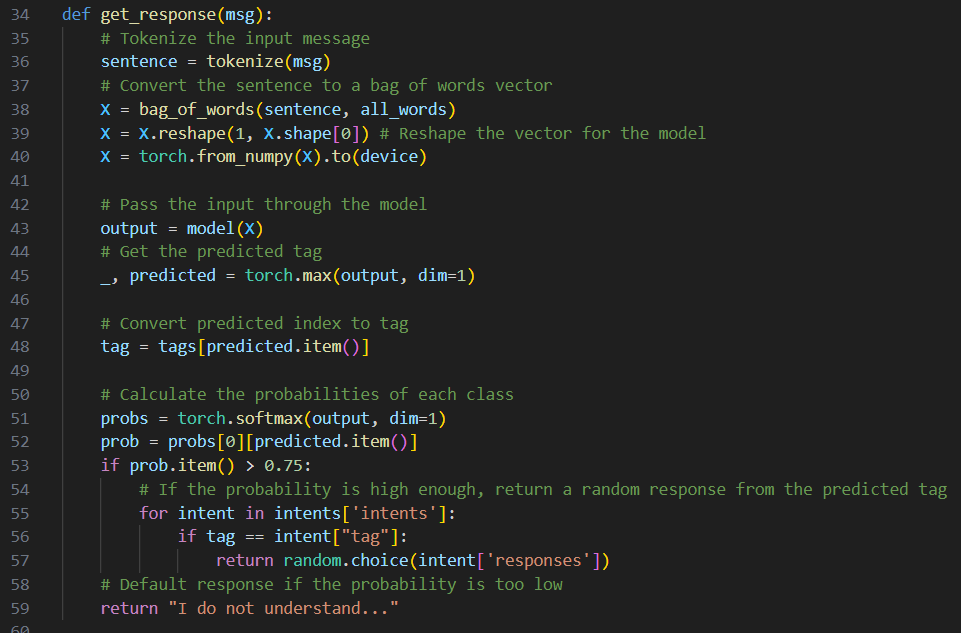 34 def get_response(msg):
35     # Tokenize the input message
36     sentence = tokenize(msg)
37     # Convert the sentence to a bag of words vector
38     X = bag_of_words(sentence, all_words)
39     X = X.reshape(1, X.shape[0]) # Reshape the vector for the model
40     X = torch.from_numpy(X).to(device)
41
42     # Pass the input through the model
43     output = model(X)
44     # Get the predicted tag
45     _, predicted = torch.max(output, dim=1)
46
47     # Convert predicted index to tag
48     tag = tags[predicted.item()]
49
50     # Calculate the probabilities of each class
51     probs = torch.softmax(output, dim=1)
52     prob = probs[0][predicted.item()]
53     if prob.item() > 0.75:
54         # If the probability is high enough, return a random response from the predicted tag
55         for intent in intents['intents']:
56             if tag == intent["tag"]:
57                 return random.choice(intent['responses'])
58     # Default response if the probability is too low
59     return "I do not understand..."
60